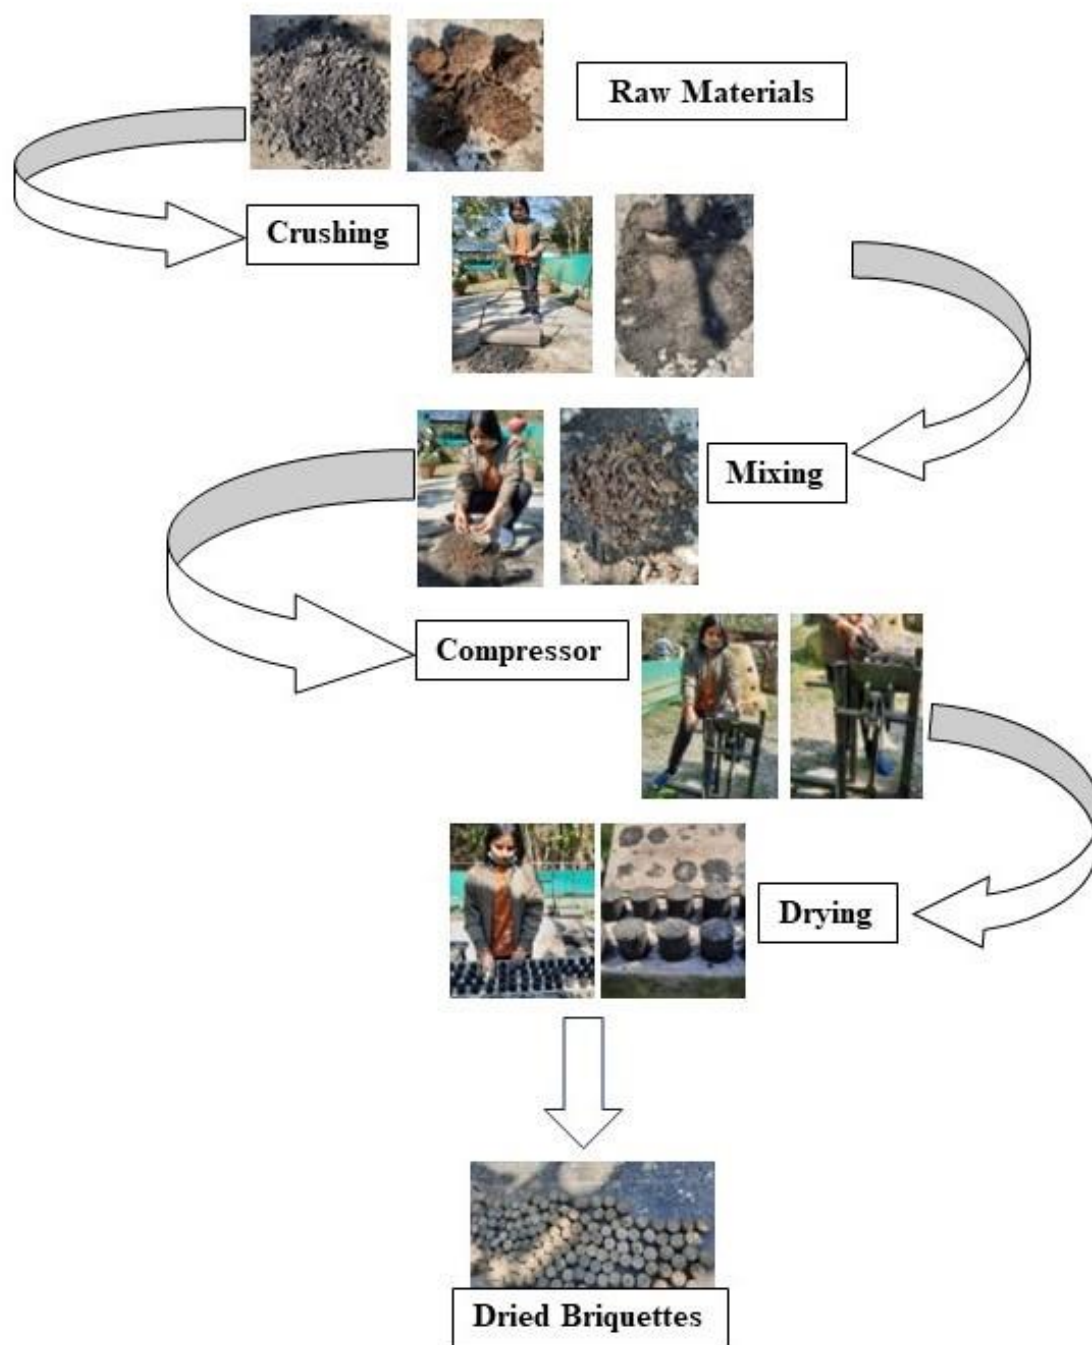 Raw Materials
Crushing
Mixing
Compressor
Drying
Dried Briquettes